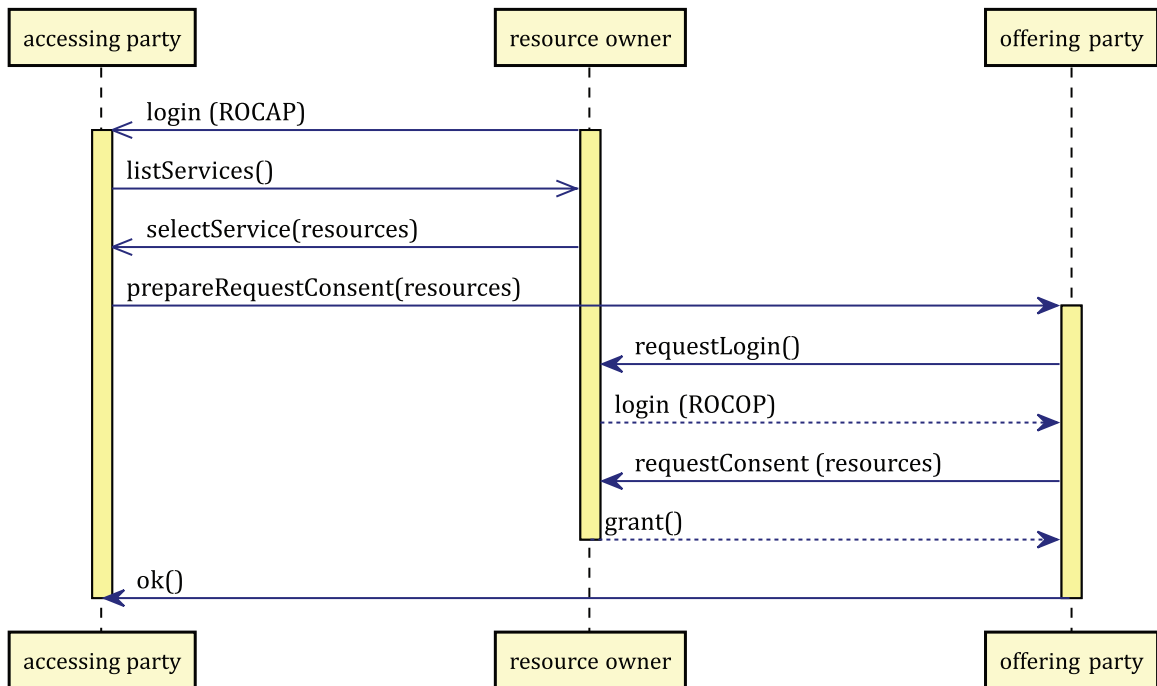 accessing party
resource owner
offering party
login (ROCAP)
listServices()
selectService(resources)
prepareRequestConsent(resources)
requestLogin()
login (ROCOP)
requestConsent (resources)
grant()
ok()
accessing party
resource owner
offering party